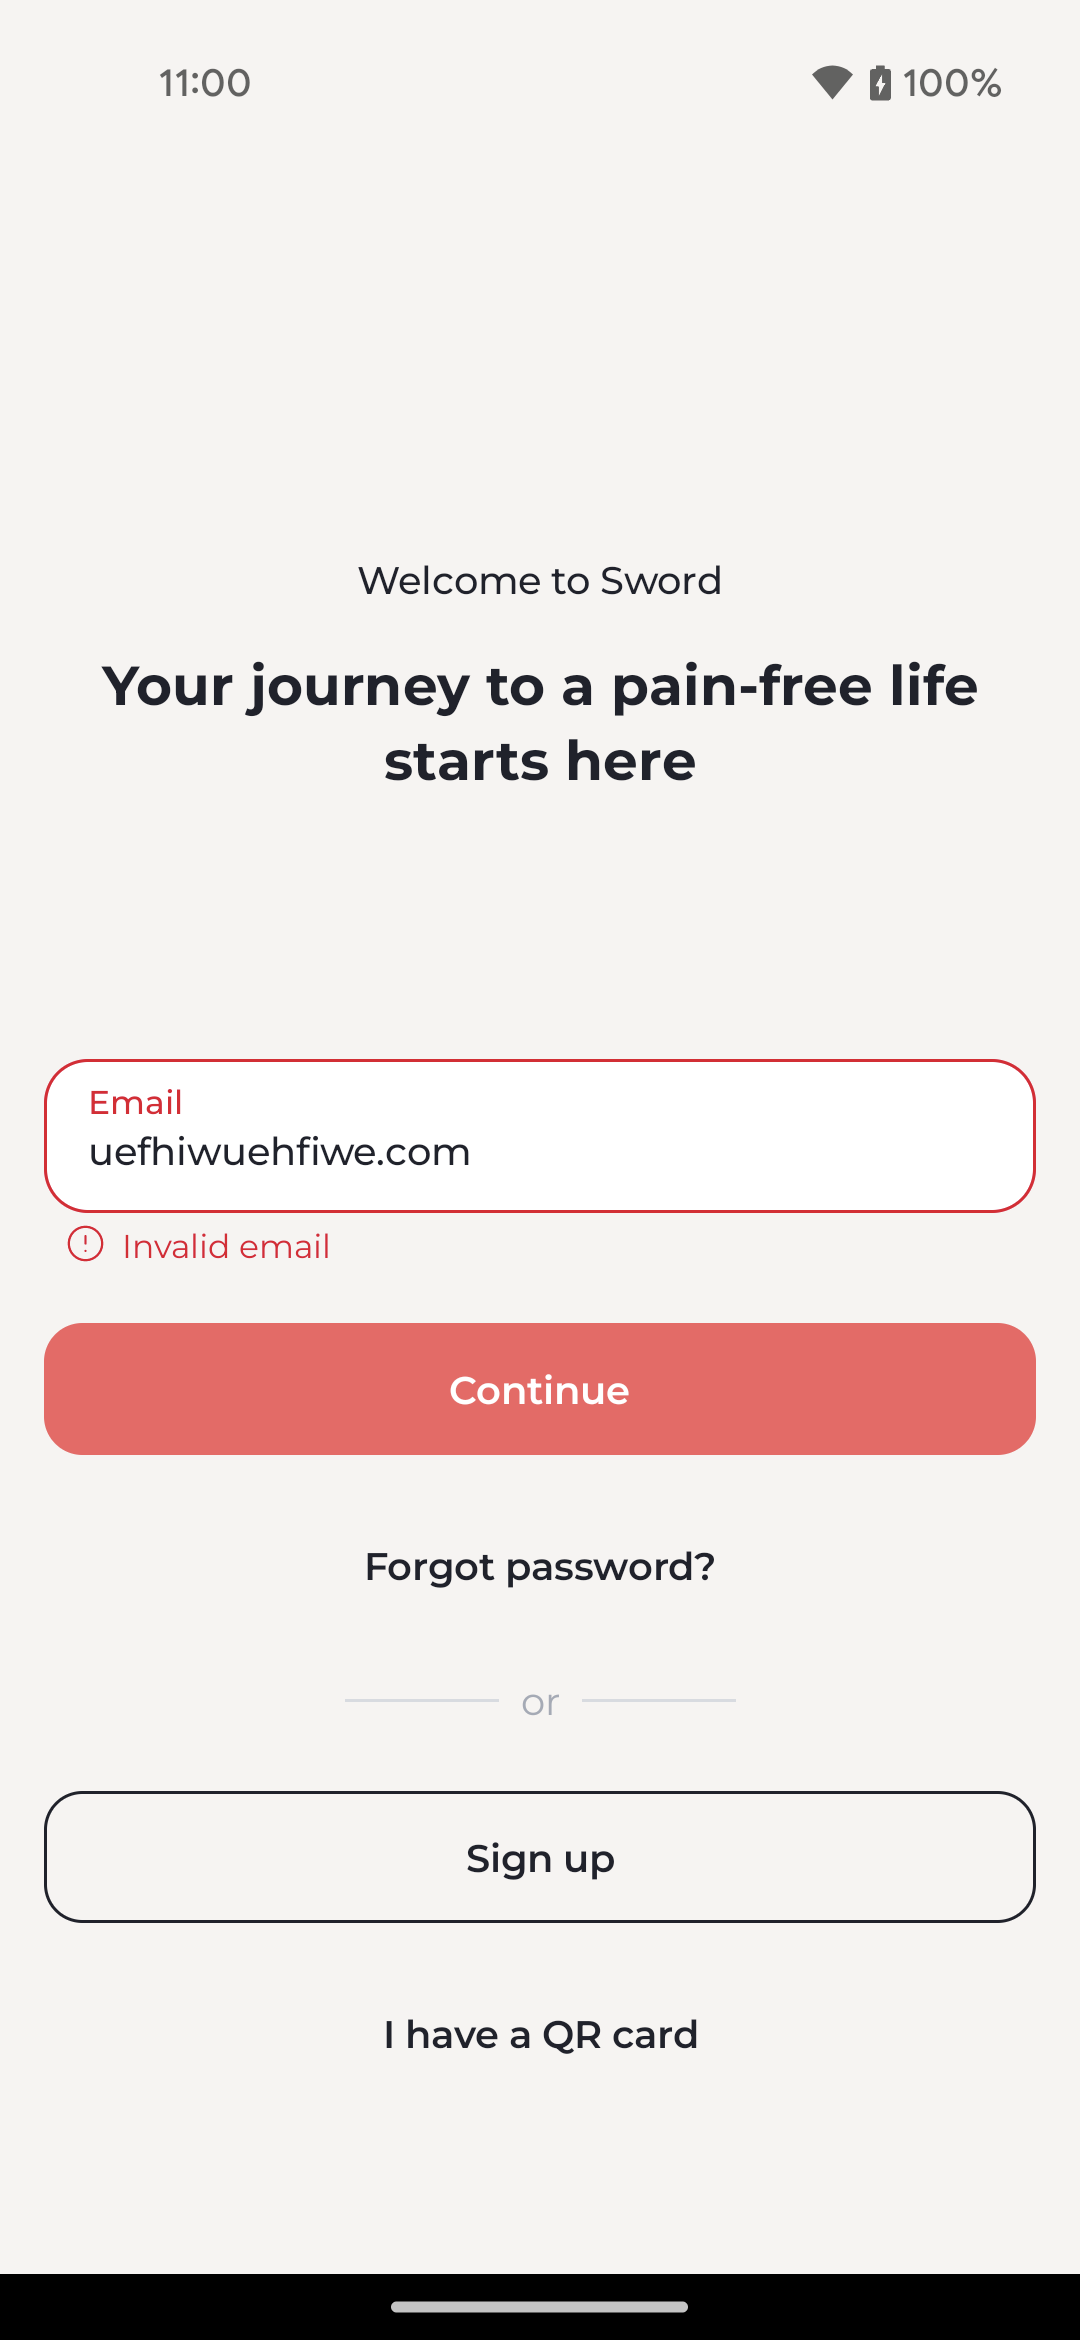 11:00
100%
Welcome to Sword
Your journey to a pain-free life
starts here
Email
uefhiwuehfiwe.com
Invalid email
Continue
Forgot password?
or
Sign up
I have a QR card